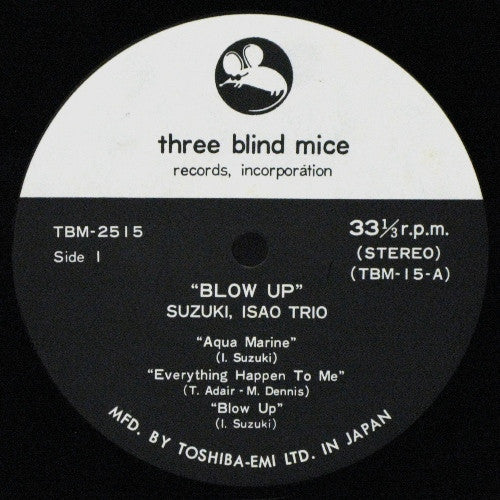 three blind mice
records, incorporátion
TBM-2515
33⅓ r.p.m.
Side 1
(STEREO)
(TBM-15-A)
"BLOW UP"
SUZUKI, ISAO TRIO
"Aqua Marine"
(I. Suzuki)
"Everything Happen To Me"
(T. Adair - M. Dennis)
"Blow Up"
(I. Suzuki)
MFD. BY TOSHIBA-EMI LTD. IN JAPAN